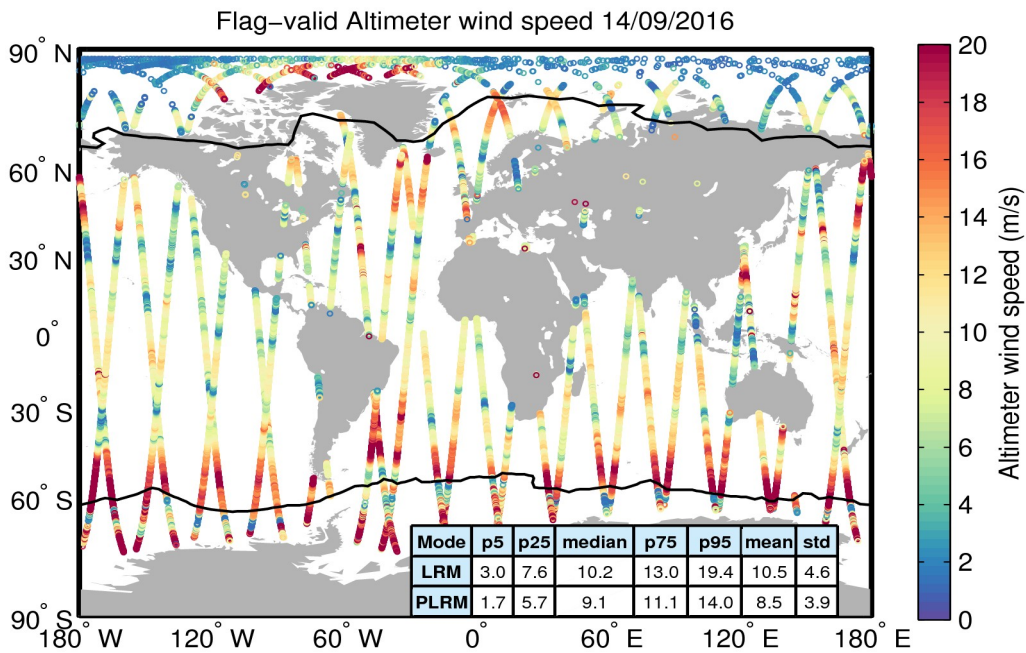 Flag−valid Altimeter wind speed 14/09/2016
90° N
60° N
30° N
0°
30° S
60° S
90° S
180° W
120° W
60° W
0°
60° E
120° E
180° E
Mode p5 p25 median p75 p95 mean std
LRM 3.0 7.6 10.2 13.0 19.4 10.5 4.6
PLRM 1.7 5.7 9.1 11.1 14.0 8.5 3.9
20
18
16
14
12
10
8
6
4
2
0
Altimeter wind speed (m/s)